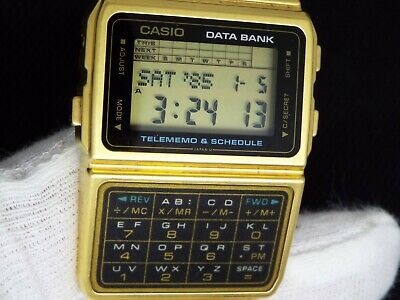 CASIO DATA BANK
THIS
NEXT
WEEK S M T W T F S
ADJUST
MODE
SHIFT
C/SECRET
SAT '85 1-5
A
3:24 13
TELEMEMO & SCHEDULE
JAPAN U
◀ REV AB: CD FWD ▶
÷/MC ×/MR −/M- +/M+
EF GH IJ KL
7 8 9 0
MN OP QR ST
4 5 6 • PM
UV WX YZ SPACE
1 2 3 =